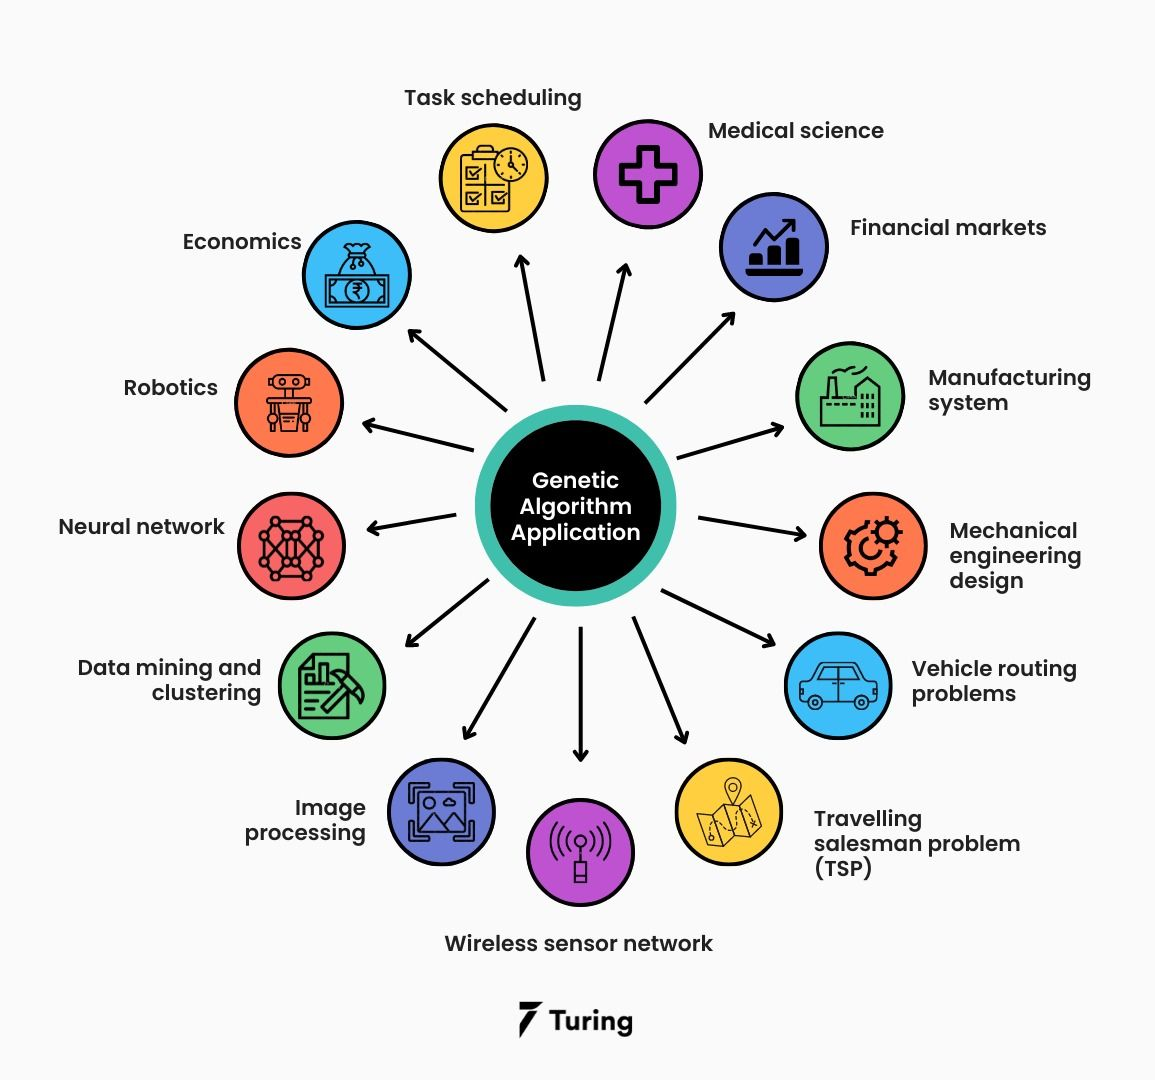 Task scheduling
Medical science
Financial markets
Economics
Robotics
Manufacturing
system
Genetic
Algorithm
Application
Neural network
Mechanical
engineering
design
Data mining and
clustering
Vehicle routing
problems
Image
processing
Travelling
salesman problem
(TSP)
Wireless sensor network
Turing